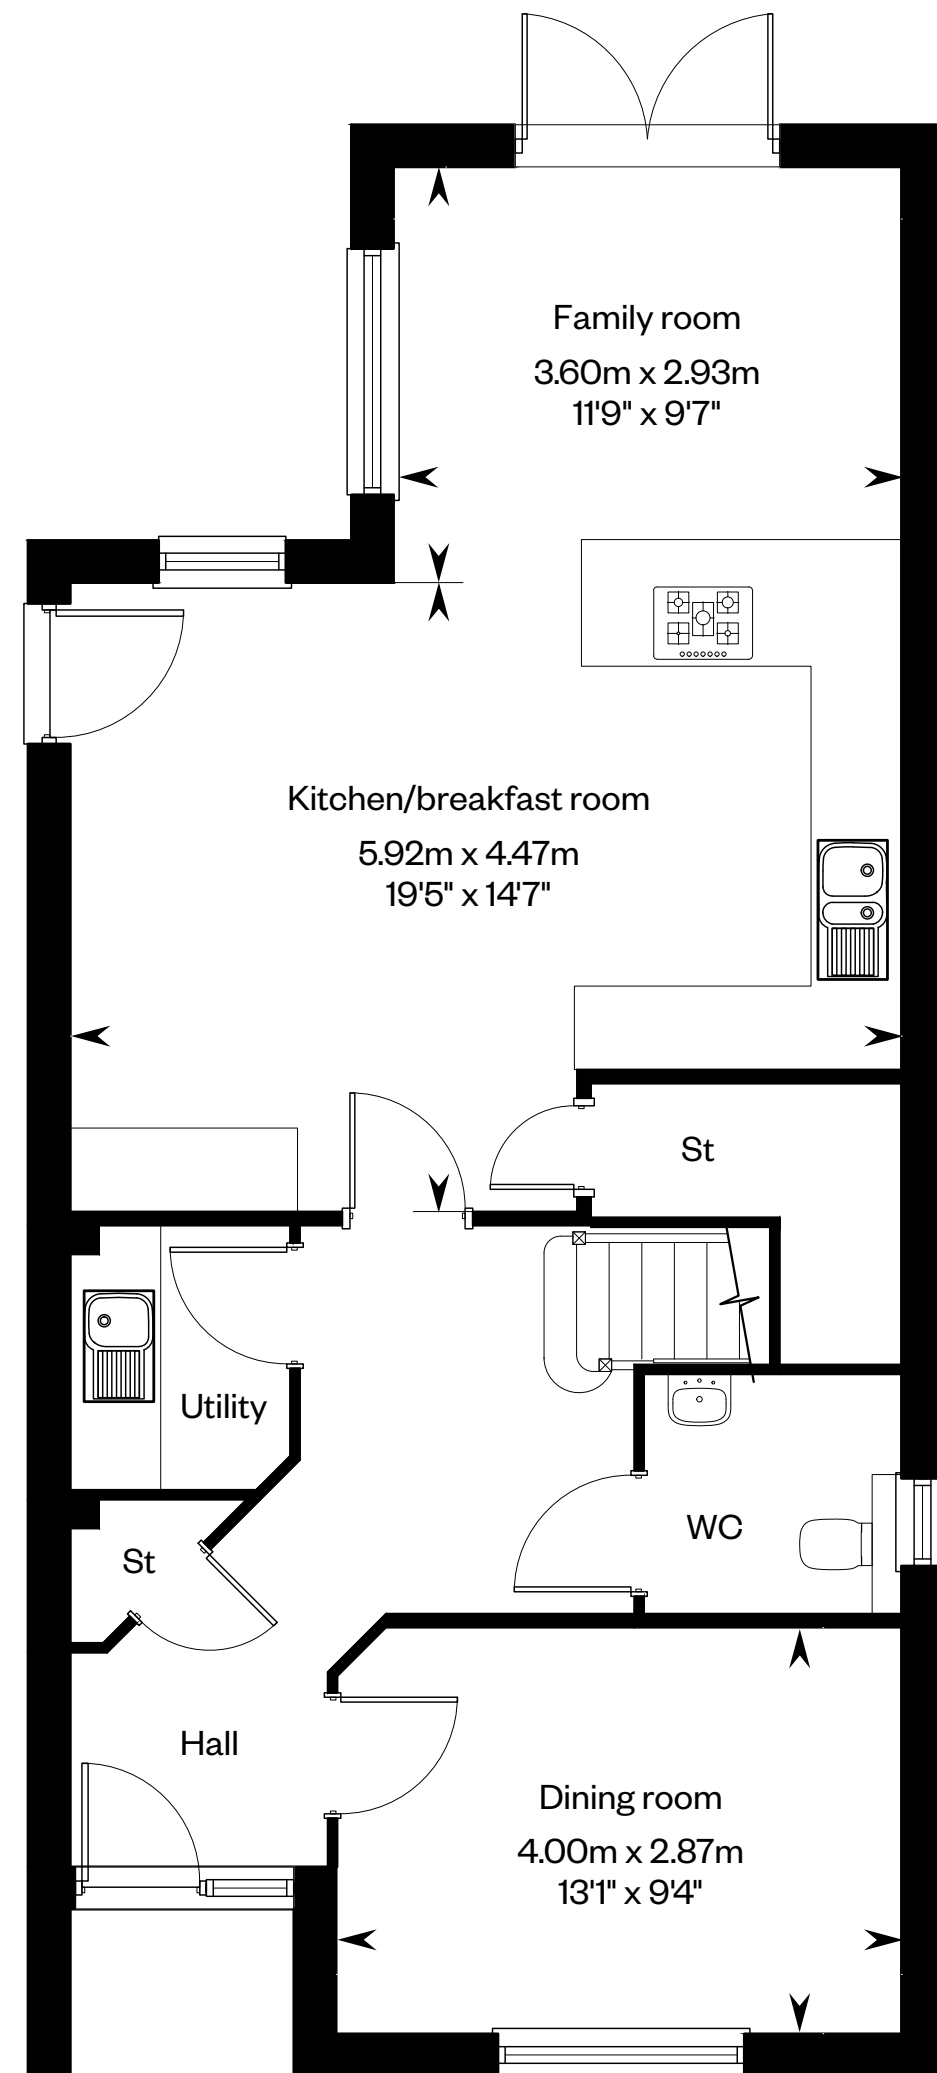 Family room
3.60m x 2.93m
11'9" x 9'7"
Kitchen/breakfast room
5.92m x 4.47m
19'5" x 14'7"
St
Utility
WC
St
Hall
Dining room
4.00m x 2.87m
13'1" x 9'4"